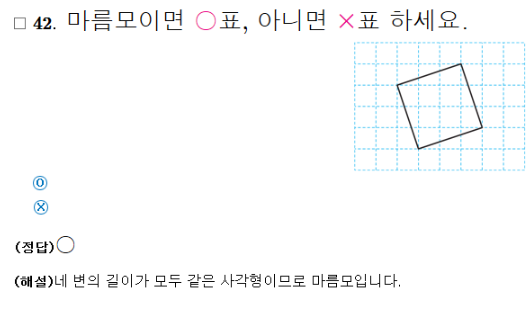 □ 42. 마름모이면 ○표, 아니면 ×표 하세요.
ⓞ
ⓧ
(정답)○
(해설)네 변의 길이가 모두 같은 사각형이므로 마름모입니다.